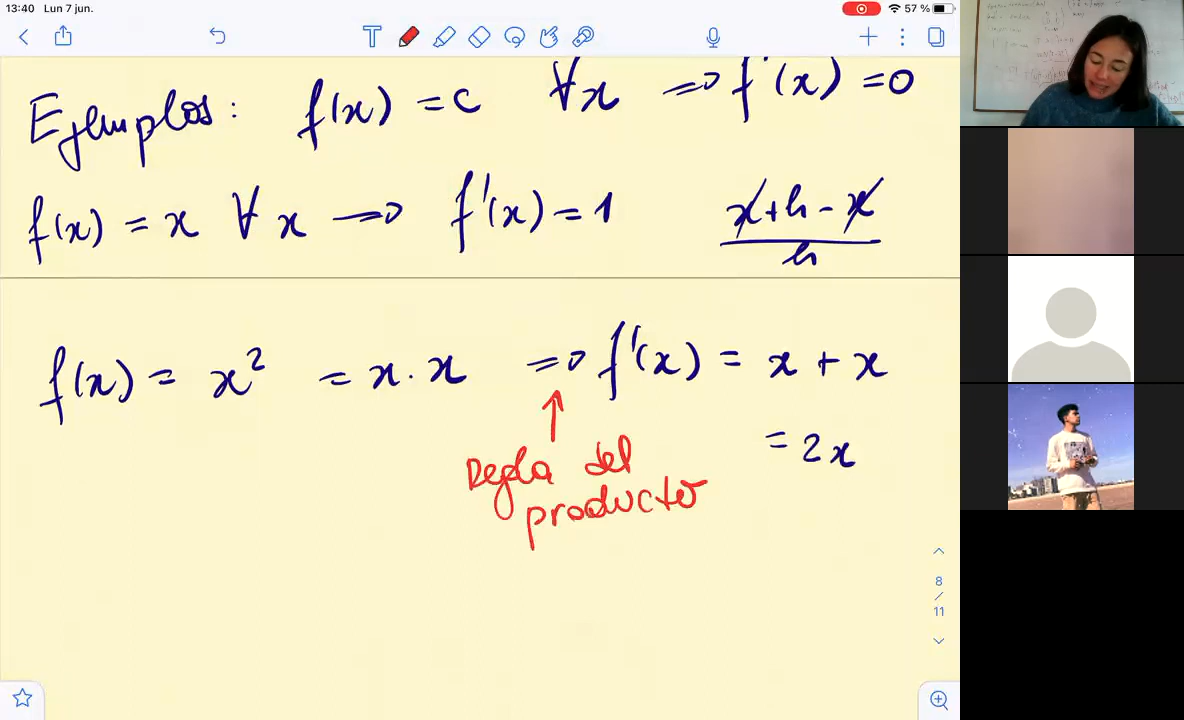 13:40 Lun 7 jun. 57 %
Ejemplos: f(x) = c ∀x ⇒ f'(x) = 0
f(x) = x ∀x ⇒ f'(x) = 1 x+h-x
h
f(x) = x² = x.x ⇒ f'(x) = x + x
= 2x
Regla del
producto
8
/
11